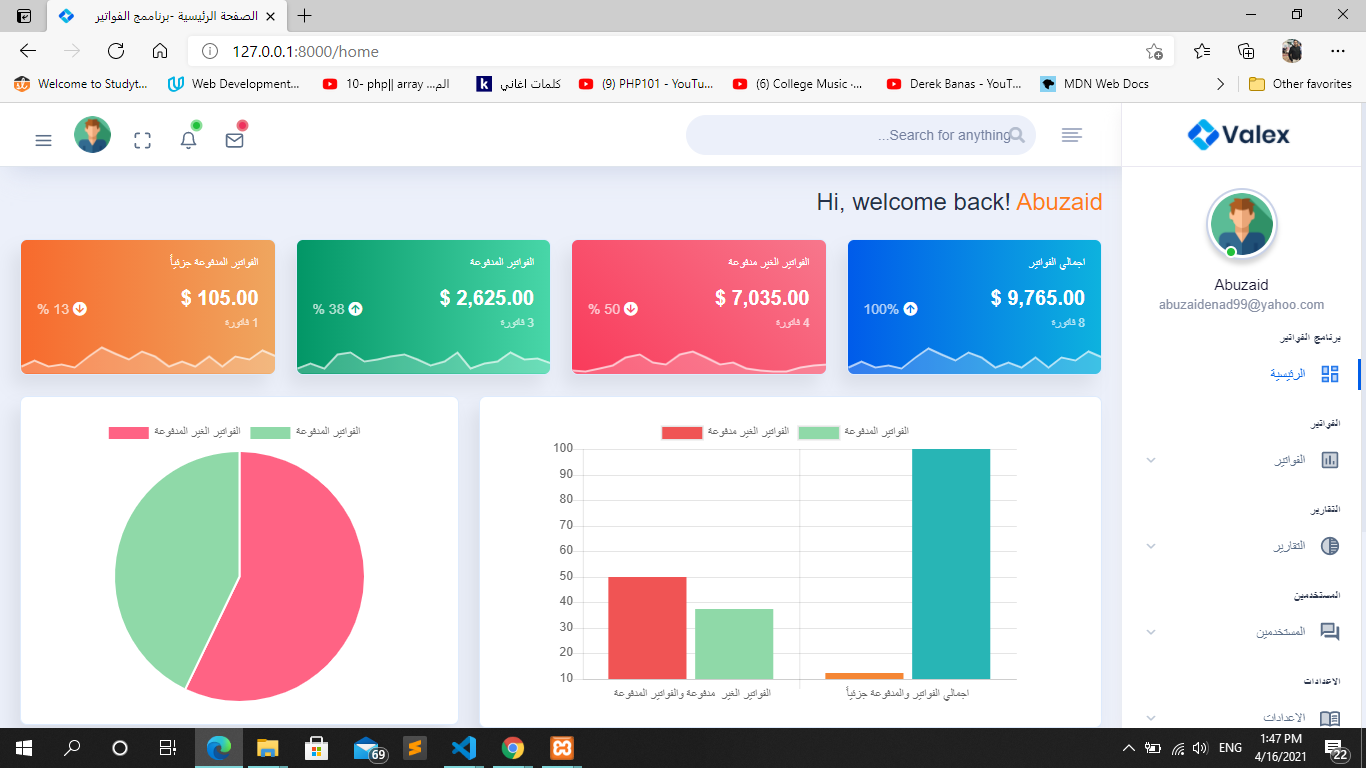 الصفحة الرئيسية -برناممج الفواتير
127.0.0.1:8000/home
Welcome to Studyt...
Web Development...
10- php|| array ...الم
كلمات اغاني
(9) PHP101 - YouTu...
(6) College Music -...
Derek Banas - YouT...
MDN Web Docs
Other favorites
Search for anything...
Valex
Hi, welcome back! Abuzaid
Abuzaid
abuzaidenad99@yahoo.com
برنامج الفواتير
الرئيسية
الفواتير
الفواتير
التقارير
التقارير
المستخدمين
المستخدمين
الاعدادات
الاعدادات
اجمالي الفواتير
$ 9,765.00
100%
8 فاتورة
الفواتير الغير مدفوعة
$ 7,035.00
% 50
4 فاتورة
الفواتير المدفوعة
$ 2,625.00
% 38
3 فاتورة
الفواتير المدفوعة جزئياً
$ 105.00
% 13
1 فاتورة
الفواتير المدفوعة
الفواتير الغير مدفوعة
100
90
80
70
60
50
40
30
20
10
الفواتير الغير مدفوعة والفواتير المدفوعة
اجمالي الفواتير والمدفوعة جزئياً
الفواتير المدفوعة
الفواتير الغير المدفوعة
69
ENG
1:47 PM
4/16/2021
22